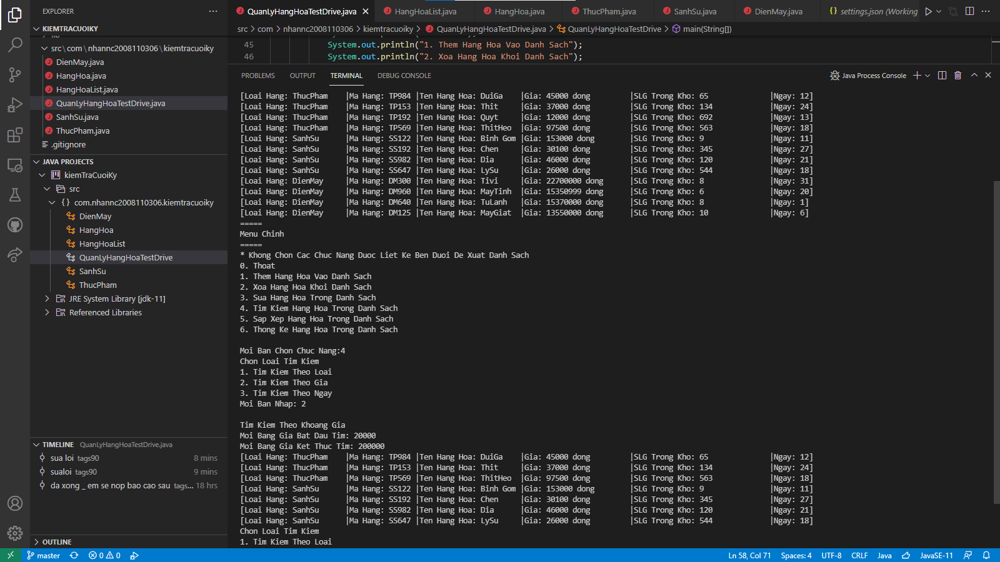 EXPLORER ···
KIEMTRACUOIKY
lib
src\com\nhannc2008110306\kiemtracuoiky
DienMay.java
HangHoa.java
HangHoaList.java
QuanLyHangHoaTestDrive.java
SanhSu.java
ThucPham.java
.gitignore
JAVA PROJECTS
kiemTraCuoiKy
src
{} com.nhannc2008110306.kiemtracuoiky
DienMay
HangHoa
HangHoaList
QuanLyHangHoaTestDrive
SanhSu
ThucPham
JRE System Library [jdk-11]
Referenced Libraries
TIMELINE QuanLyHangHoaTestDrive.java
sua loi tags90 8 mins
sualoi tags90 9 mins
da xong _ em se nop bao cao sau tags... 18 hrs
OUTLINE
QuanLyHangHoaTestDrive.java HangHoaList.java HangHoa.java ThucPham.java SanhSu.java DienMay.java {} settings.json (Working
src > com > nhannc2008110306 > kiemtracuoiky > QuanLyHangHoaTestDrive.java > QuanLyHangHoaTestDrive > main(String[])
45 System.out.println("1. Them Hang Hoa Vao Danh Sach");
46 System.out.println("2. Xoa Hang Hoa Khoi Danh Sach");
PROBLEMS OUTPUT TERMINAL DEBUG CONSOLE Java Process Console
[Loai Hang: ThucPham |Ma Hang: TP984 |Ten Hang Hoa: DuiGa |Gia: 45000 dong |SLG Trong Kho: 65 |Ngay: 12]
[Loai Hang: ThucPham |Ma Hang: TP153 |Ten Hang Hoa: Thit |Gia: 37000 dong |SLG Trong Kho: 134 |Ngay: 24]
[Loai Hang: ThucPham |Ma Hang: TP192 |Ten Hang Hoa: Quyt |Gia: 12000 dong |SLG Trong Kho: 692 |Ngay: 13]
[Loai Hang: ThucPham |Ma Hang: TP569 |Ten Hang Hoa: ThitHeo |Gia: 97500 dong |SLG Trong Kho: 563 |Ngay: 18]
[Loai Hang: SanhSu |Ma Hang: SS122 |Ten Hang Hoa: Binh Gom |Gia: 153000 dong |SLG Trong Kho: 9 |Ngay: 11]
[Loai Hang: SanhSu |Ma Hang: SS192 |Ten Hang Hoa: Chen |Gia: 30100 dong |SLG Trong Kho: 345 |Ngay: 27]
[Loai Hang: SanhSu |Ma Hang: SS982 |Ten Hang Hoa: Dia |Gia: 46000 dong |SLG Trong Kho: 120 |Ngay: 21]
[Loai Hang: SanhSu |Ma Hang: SS647 |Ten Hang Hoa: LySu |Gia: 26000 dong |SLG Trong Kho: 544 |Ngay: 18]
[Loai Hang: DienMay |Ma Hang: DM300 |Ten Hang Hoa: Tivi |Gia: 22700000 dong |SLG Trong Kho: 8 |Ngay: 31]
[Loai Hang: DienMay |Ma Hang: DM960 |Ten Hang Hoa: MayTinh |Gia: 15350999 dong |SLG Trong Kho: 6 |Ngay: 20]
[Loai Hang: DienMay |Ma Hang: DM640 |Ten Hang Hoa: TuLanh |Gia: 15370000 dong |SLG Trong Kho: 8 |Ngay: 1]
[Loai Hang: DienMay |Ma Hang: DM125 |Ten Hang Hoa: MayGiat |Gia: 13550000 dong |SLG Trong Kho: 10 |Ngay: 6]
=====
Menu Chinh
=====
* Khong Chon Cac Chuc Nang Duoc Liet Ke Ben Duoi De Xuat Danh Sach
0. Thoat
1. Them Hang Hoa Vao Danh Sach
2. Xoa Hang Hoa Khoi Danh Sach
3. Sua Hang Hoa Trong Danh Sach
4. Tim Kiem Hang Hoa Trong Danh Sach
5. Sap Xep Hang Hoa Trong Danh Sach
6. Thong Ke Hang Hoa Trong Danh Sach
Moi Ban Chon Chuc Nang:4
Chon Loai Tim Kiem
1. Tim Kiem Theo Loai
2. Tim Kiem Theo Gia
3. Tim Kiem Theo Ngay
Moi Ban Nhap: 2
Tim Kiem Theo Khoang Gia
Moi Bang Gia Bat Dau Tim: 20000
Moi Bang Gia Ket Thuc Tim: 200000
[Loai Hang: ThucPham |Ma Hang: TP984 |Ten Hang Hoa: DuiGa |Gia: 45000 dong |SLG Trong Kho: 65 |Ngay: 12]
[Loai Hang: ThucPham |Ma Hang: TP153 |Ten Hang Hoa: Thit |Gia: 37000 dong |SLG Trong Kho: 134 |Ngay: 24]
[Loai Hang: ThucPham |Ma Hang: TP569 |Ten Hang Hoa: ThitHeo |Gia: 97500 dong |SLG Trong Kho: 563 |Ngay: 18]
[Loai Hang: SanhSu |Ma Hang: SS122 |Ten Hang Hoa: Binh Gom |Gia: 153000 dong |SLG Trong Kho: 9 |Ngay: 11]
[Loai Hang: SanhSu |Ma Hang: SS192 |Ten Hang Hoa: Chen |Gia: 30100 dong |SLG Trong Kho: 345 |Ngay: 27]
[Loai Hang: SanhSu |Ma Hang: SS982 |Ten Hang Hoa: Dia |Gia: 46000 dong |SLG Trong Kho: 120 |Ngay: 21]
[Loai Hang: SanhSu |Ma Hang: SS647 |Ten Hang Hoa: LySu |Gia: 26000 dong |SLG Trong Kho: 544 |Ngay: 18]
Chon Loai Tim Kiem
1. Tim Kiem Theo Loai
master 0 0 Ln 58, Col 71 Spaces: 4 UTF-8 CRLF Java JavaSE-11